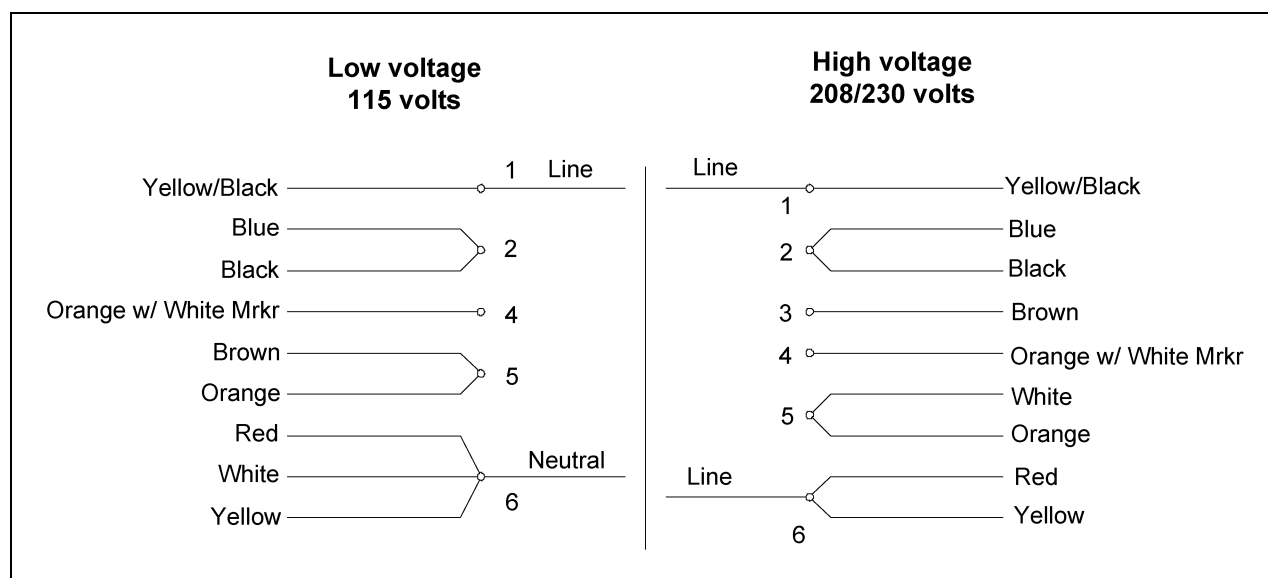 Low voltage
115 volts
High voltage
208/230 volts
Yellow/Black
1
Line
Blue
Black
2
Orange w/ White Mrkr
4
Brown
Orange
5
Red
White
Yellow
Neutral
6
Line
1
Yellow/Black
2
Blue
Black
3
Brown
4
Orange w/ White Mrkr
5
White
Orange
Line
6
Red
Yellow